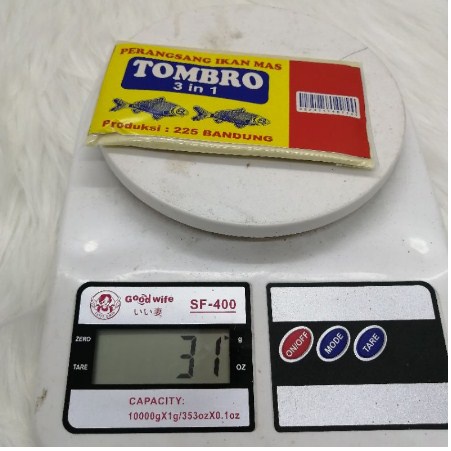 PERANGSANG IKAN MAS
TOMBRO
3 in 1
Produksi : 225 BANDUNG
Good wife
いい妻
SF-400
ZERO
31
g
TARE
OZ
CAPACITY:
10000gX1g/353ozX0.1oz
ON/OFF
MODE
TARE